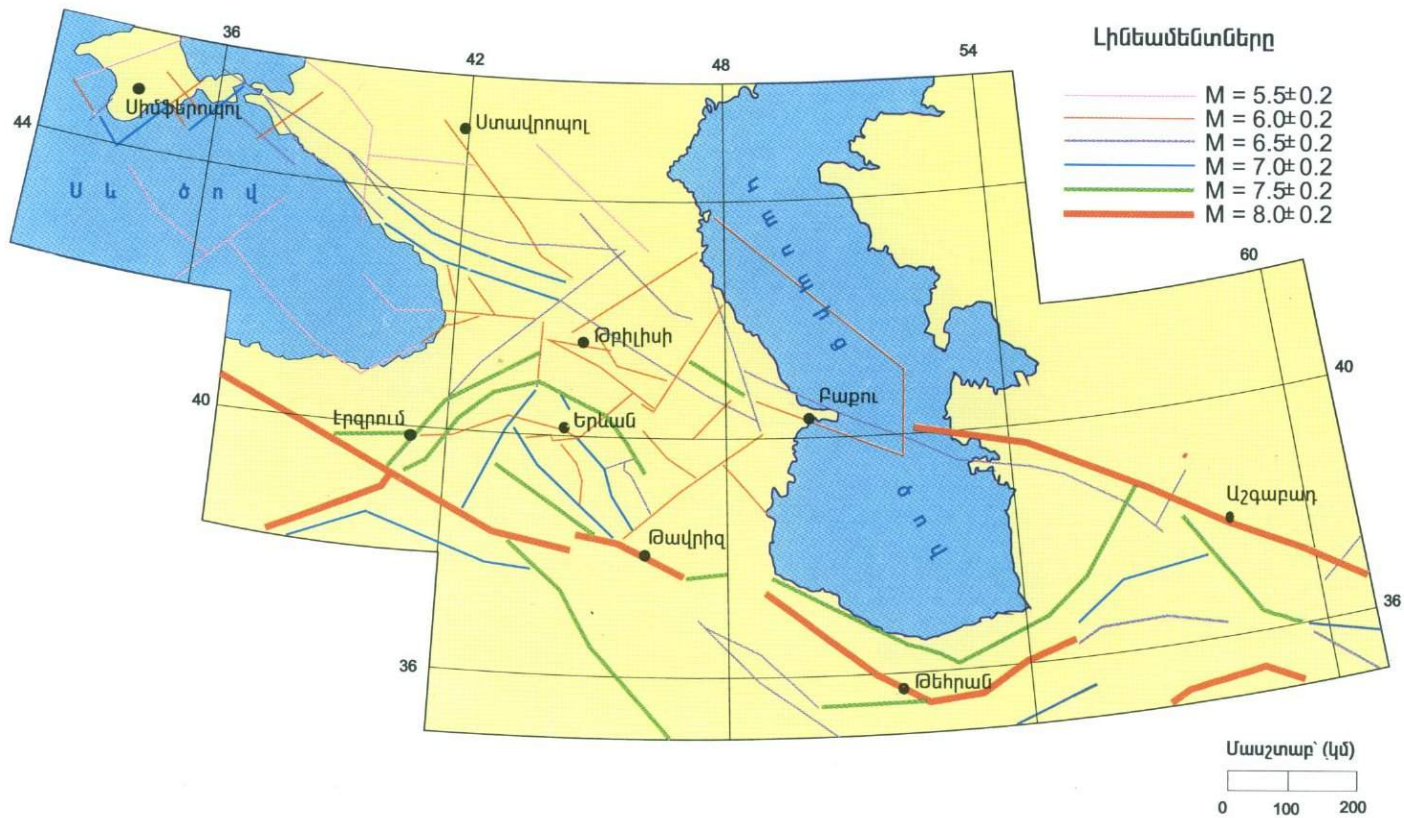 Լինեամենտները
M = 5.5±0.2
M = 6.0±0.2
M = 6.5±0.2
M = 7.0±0.2
M = 7.5±0.2
M = 8.0±0.2
36
42
48
54
60
44
40
36
40
36
Սիմֆերոպոլ
Ստավրոպոլ
Սև ծով
Կասպից
ծով
Թբիլիսի
Բաքու
Էրզրում
Երևան
Աշգաբադ
Թավրիզ
Թեհրան
Մասշտաբ՝ (կմ)
0 100 200